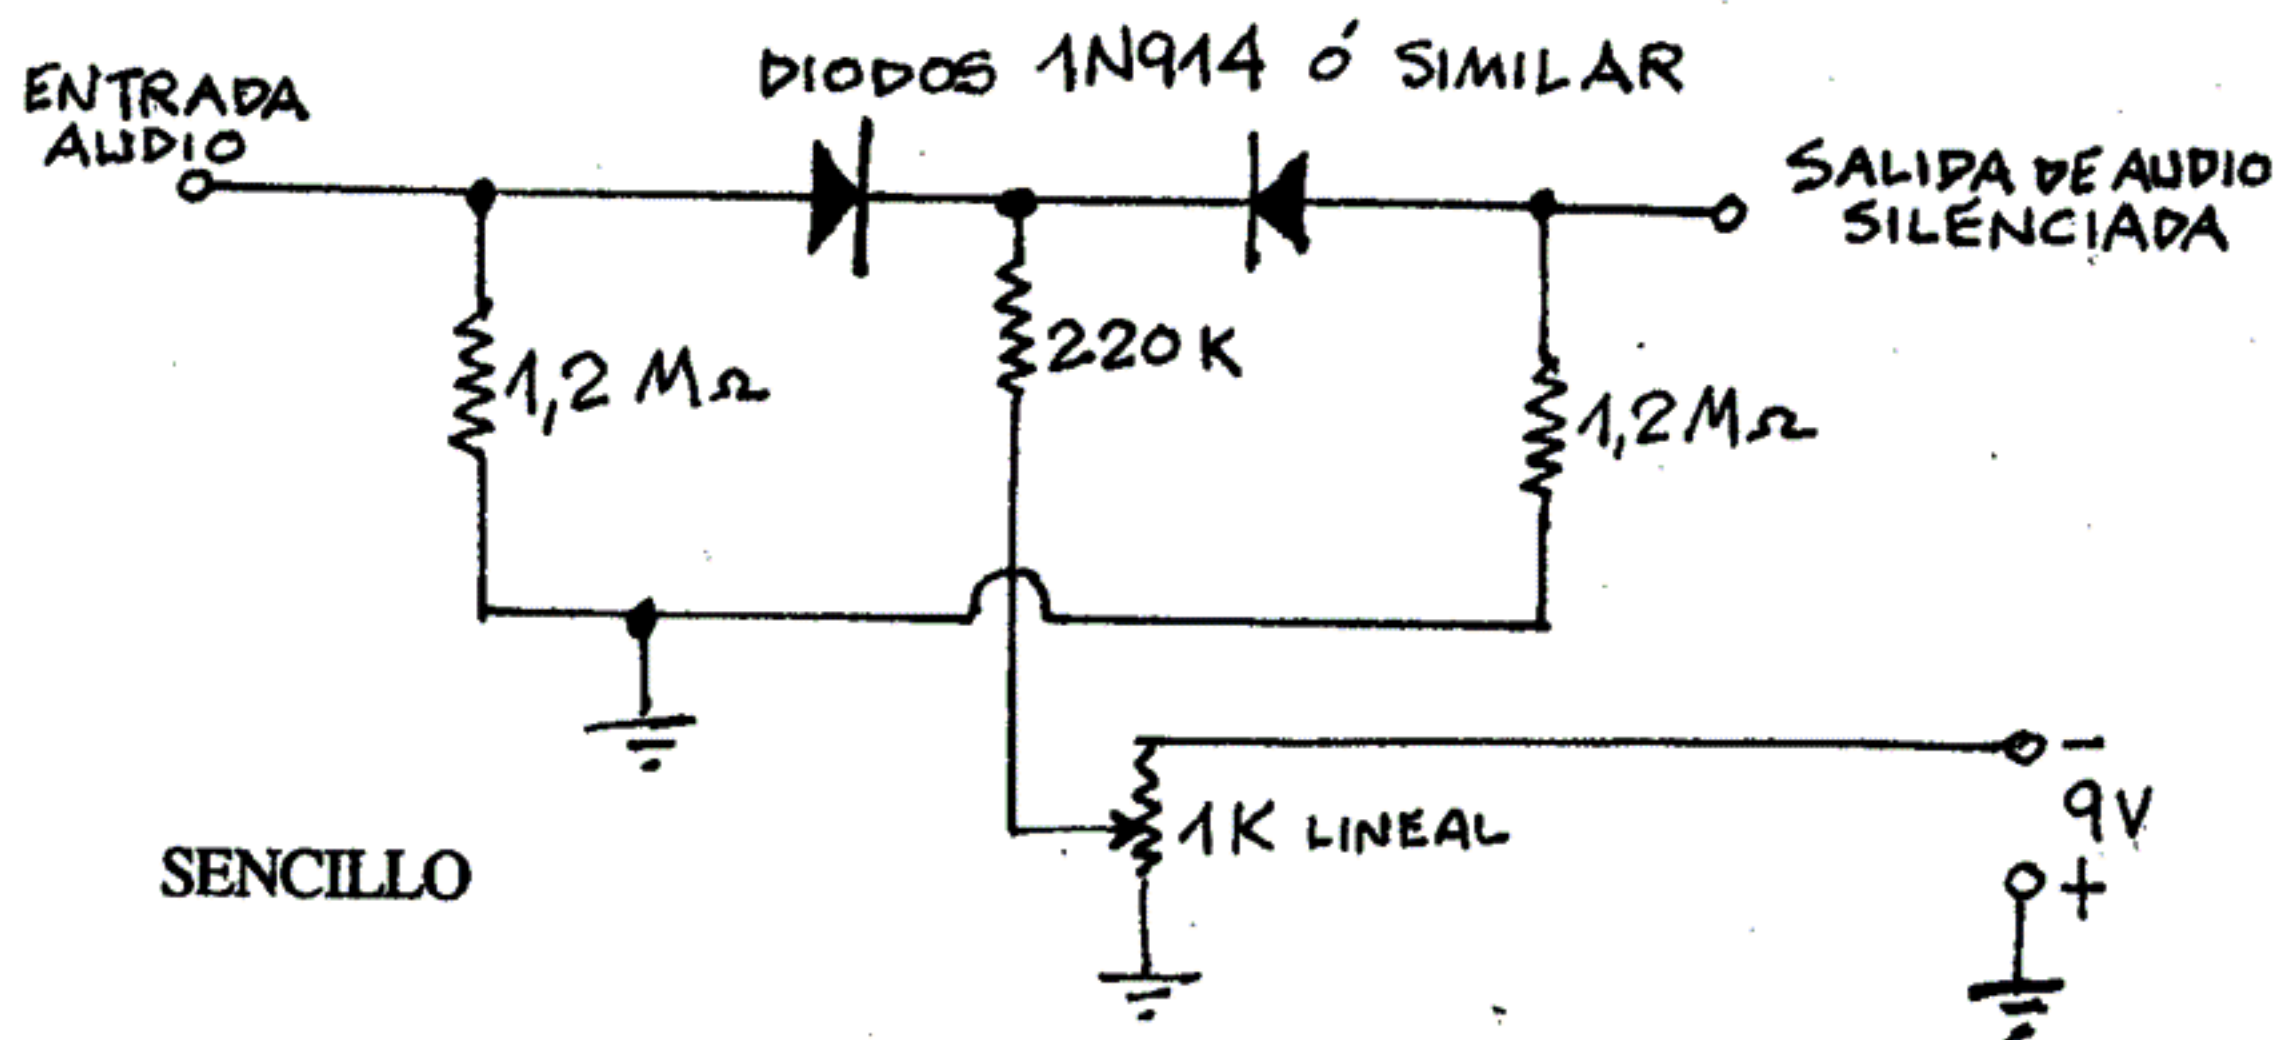 DIODOS 1N914 Ó SIMILAR
ENTRADA
AUDIO
SALIDA DE AUDIO
SILENCIADA
220 K
1,2 MΩ
1,2 MΩ
-
9V
1K LINEAL
+
SENCILLO